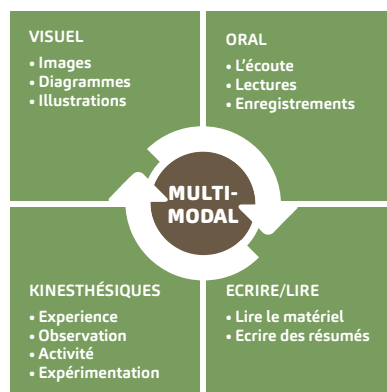 VISUEL
• Images
• Diagrammes
• Illustrations
ORAL
• L’écoute
• Lectures
• Enregistrements
MULTI-
MODAL
KINESTHÉSIQUES
• Experience
• Observation
• Activité
• Expérimentation
ECRIRE/LIRE
• Lire le matériel
• Ecrire des résumés